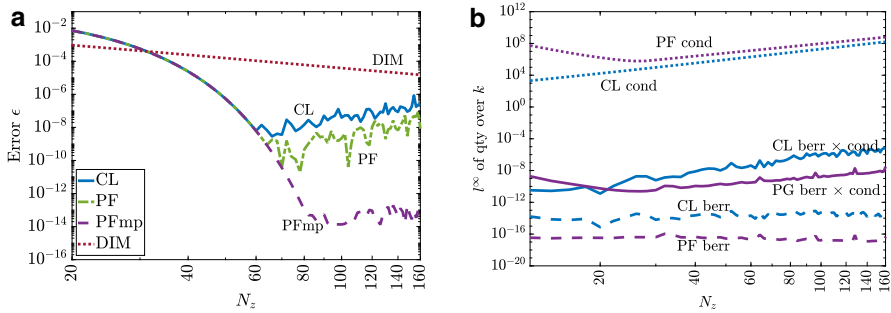 a
10^-2
10^-4
10^-6
10^-8
10^-10
10^-12
10^-14
10^-16
Error ϵ
DIM
CL
PF
PFmp
CL
PF
PFmp
DIM
20
40
60
80
100
120
140
160
N_z
b
10^12
10^8
10^4
10^0
10^-4
10^-8
10^-12
10^-16
10^-20
l^∞ of qty over k
PF cond
CL cond
CL berr × cond
PG berr × cond
CL berr
PF berr
20
40
60
80
100
120
140
160
N_z